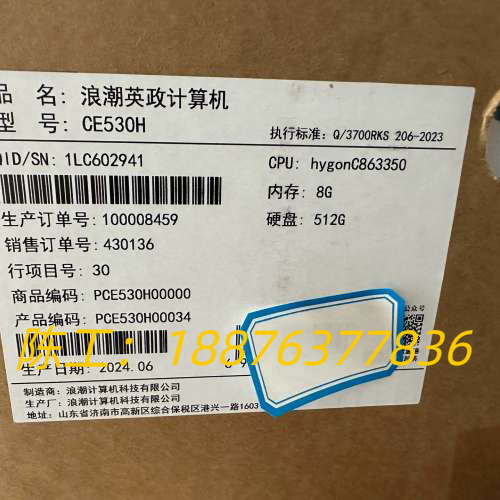 品 名: 浪潮英政计算机
型 号: CE530H
执行标准: Q/3700RKS 206-2023
QID/SN: 1LC602941
CPU: hygonC863350
内存: 8G
生产订单号: 100008459
硬盘: 512G
销售订单号: 430136
行项目号: 30
商品编码: PCE530H00000
公众号
产品编码: PCE530H00034
陈工: 18876377836
生产日期: 2024.06
制造商: 浪潮计算机科技有限公司
生产厂: 浪潮计算机科技有限公司
地址: 山东省济南市高新区综合保税区港兴一路1603